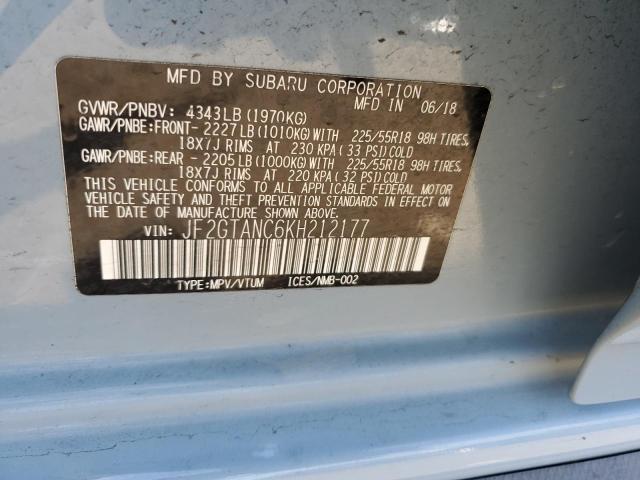 MFD BY SUBARU CORPORATION
MFD IN 06/18
GVWR/PNBV: 4343LB (1970KG)
GAWR/PNBE:FRONT- 2227LB (1010KG) WITH 225/55R18 98H TIRES,
18X7J RIMS AT 230 KPA (33 PSI) COLD
GAWR/PNBE:REAR - 2205LB (1000KG) WITH 225/55R18 98H TIRES,
18X7J RIMS AT 220 KPA (32 PSI) COLD
THIS VEHICLE CONFORMS TO ALL APPLICABLE FEDERAL MOTOR
VEHICLE SAFETY AND THEFT PREVENTION STANDARDS IN EFFECT
ON THE DATE OF MANUFACTURE SHOWN ABOVE.
VIN: JF2GTANC6KH212177
TYPE:MPV/VTUM ICES/NMB-002